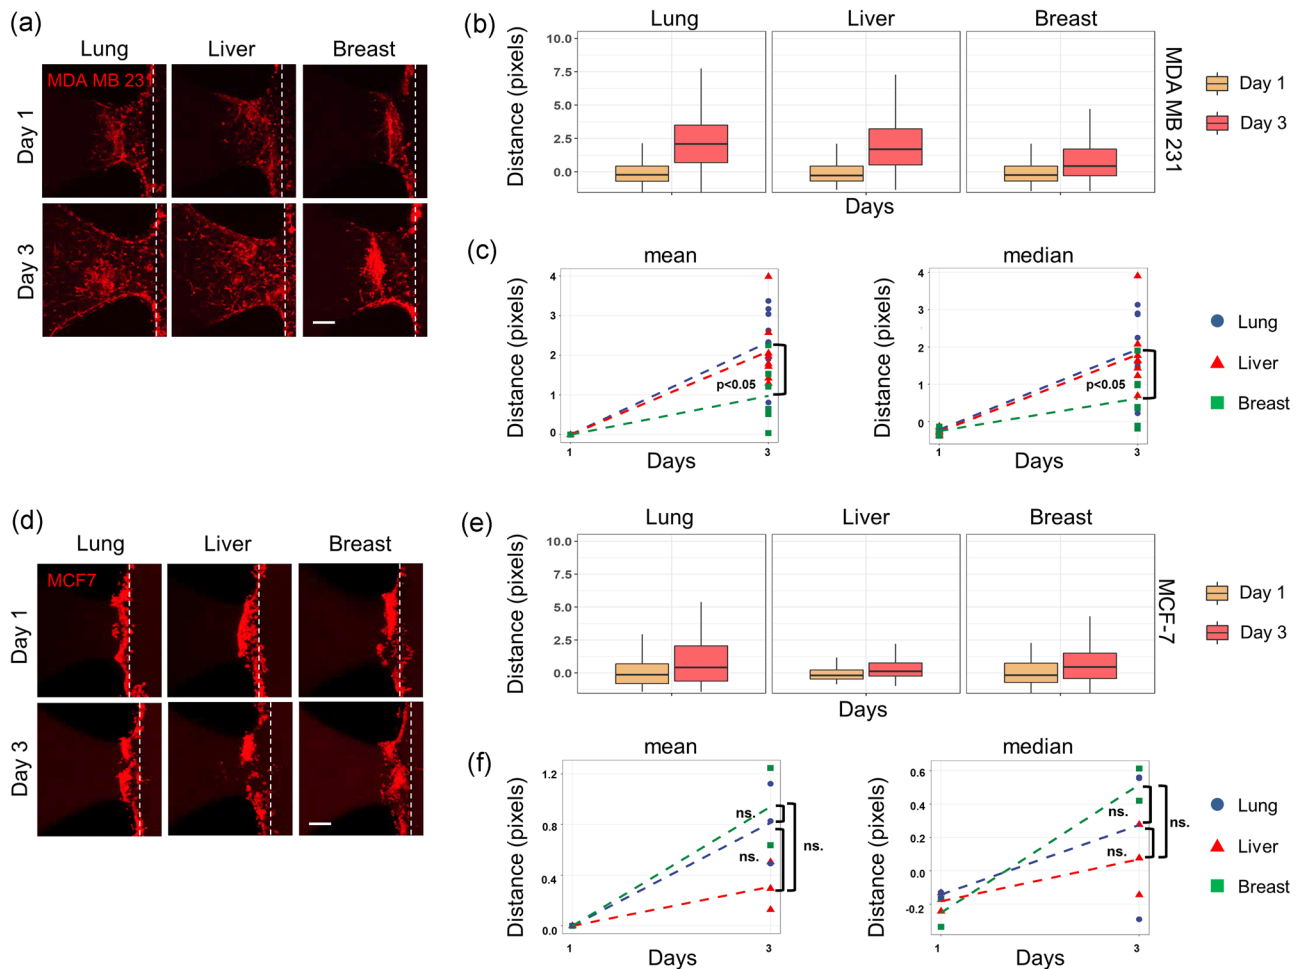 (a)
Lung Liver Breast
MDA MB 231
Day 1
Day 3
(b)
Lung Liver Breast
Distance (pixels)
10.0
7.5
5.0
2.5
0.0
Days
MDA MB 231
Day 1
Day 3
(c)
mean
Distance (pixels)
4
3
2
1
0
p<0.05
1 3
Days
median
Distance (pixels)
4
3
2
1
0
p<0.05
1 3
Days
Lung
Liver
Breast
(d)
Lung Liver Breast
MCF7
Day 1
Day 3
(e)
Lung Liver Breast
Distance (pixels)
10.0
7.5
5.0
2.5
0.0
Days
MCF-7
Day 1
Day 3
(f)
mean
Distance (pixels)
1.2
0.8
0.4
0.0
ns.
ns.
ns.
1 3
Days
median
Distance (pixels)
0.6
0.4
0.2
0.0
-0.2
ns.
ns.
ns.
1 3
Days
Lung
Liver
Breast